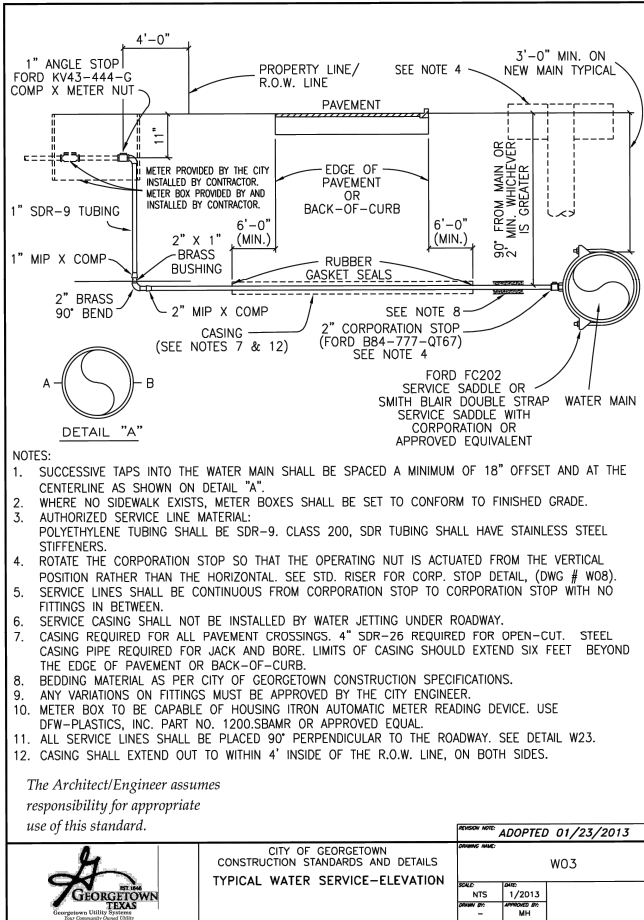 4'-0"
1" ANGLE STOP
FORD KV43-444-G
COMP X METER NUT
PROPERTY LINE/
R.O.W. LINE
SEE NOTE 4
3'-0" MIN. ON
NEW MAIN TYPICAL
PAVEMENT
11"
METER PROVIDED BY THE CITY
INSTALLED BY CONTRACTOR.
METER BOX PROVIDED BY AND
INSTALLED BY CONTRACTOR.
EDGE OF
PAVEMENT
OR
BACK-OF-CURB
90" FROM MAIN OR
2' MIN. WHICHEVER
IS GREATER
1" SDR-9 TUBING
6'-0"
(MIN.)
6'-0"
(MIN.)
1" MIP X COMP
2" X 1"
BRASS
BUSHING
RUBBER
GASKET SEALS
2" BRASS
90° BEND
2" MIP X COMP
CASING
(SEE NOTES 7 & 12)
SEE NOTE 8
2" CORPORATION STOP
(FORD B84-777-QT67)
SEE NOTE 4
FORD FC202
SERVICE SADDLE OR
SMITH BLAIR DOUBLE STRAP
SERVICE SADDLE WITH
CORPORATION OR
APPROVED EQUIVALENT
WATER MAIN
A
B
DETAIL "A"
NOTES:
1. SUCCESSIVE TAPS INTO THE WATER MAIN SHALL BE SPACED A MINIMUM OF 18" OFFSET AND AT THE
CENTERLINE AS SHOWN ON DETAIL "A".
2. WHERE NO SIDEWALK EXISTS, METER BOXES SHALL BE SET TO CONFORM TO FINISHED GRADE.
3. AUTHORIZED SERVICE LINE MATERIAL:
POLYETHYLENE TUBING SHALL BE SDR-9. CLASS 200, SDR TUBING SHALL HAVE STAINLESS STEEL
STIFFENERS.
4. ROTATE THE CORPORATION STOP SO THAT THE OPERATING NUT IS ACTUATED FROM THE VERTICAL
POSITION RATHER THAN THE HORIZONTAL. SEE STD. RISER FOR CORP. STOP DETAIL, (DWG # W08).
5. SERVICE LINES SHALL BE CONTINUOUS FROM CORPORATION STOP TO CORPORATION STOP WITH NO
FITTINGS IN BETWEEN.
6. SERVICE CASING SHALL NOT BE INSTALLED BY WATER JETTING UNDER ROADWAY.
7. CASING REQUIRED FOR ALL PAVEMENT CROSSINGS. 4" SDR-26 REQUIRED FOR OPEN-CUT. STEEL
CASING PIPE REQUIRED FOR JACK AND BORE. LIMITS OF CASING SHOULD EXTEND SIX FEET BEYOND
THE EDGE OF PAVEMENT OR BACK-OF-CURB.
8. BEDDING MATERIAL AS PER CITY OF GEORGETOWN CONSTRUCTION SPECIFICATIONS.
9. ANY VARIATIONS ON FITTINGS MUST BE APPROVED BY THE CITY ENGINEER.
10. METER BOX TO BE CAPABLE OF HOUSING ITRON AUTOMATIC METER READING DEVICE. USE
DFW-PLASTICS, INC. PART NO. 1200.SBAMR OR APPROVED EQUAL.
11. ALL SERVICE LINES SHALL BE PLACED 90° PERPENDICULAR TO THE ROADWAY. SEE DETAIL W23.
12. CASING SHALL EXTEND OUT TO WITHIN 4' INSIDE OF THE R.O.W. LINE, ON BOTH SIDES.
The Architect/Engineer assumes
responsibility for appropriate
use of this standard.
REVISION NOTE: ADOPTED 01/23/2013
EST. 1848
GEORGETOWN
TEXAS
Georgetown Utility Systems
Your Community Owned Utility
CITY OF GEORGETOWN
CONSTRUCTION STANDARDS AND DETAILS
TYPICAL WATER SERVICE-ELEVATION
DRAWING NAME:
W03
SCALE:
NTS
DATE:
1/2013
DRAWN BY:
-
APPROVED BY:
MH